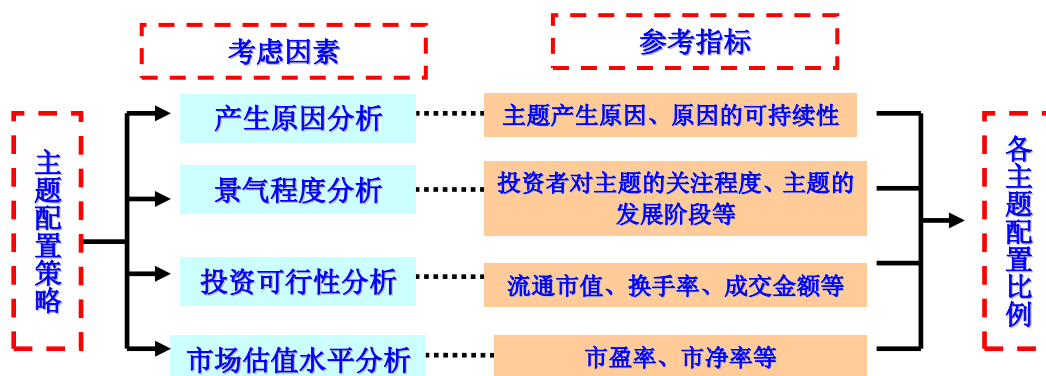 考虑因素
参考指标
主题配置策略
产生原因分析
主题产生原因、原因的可持续性
景气程度分析
投资者对主题的关注程度、主题的
发展阶段等
投资可行性分析
流通市值、换手率、成交金额等
市场估值水平分析
市盈率、市净率等
各主题配置比例